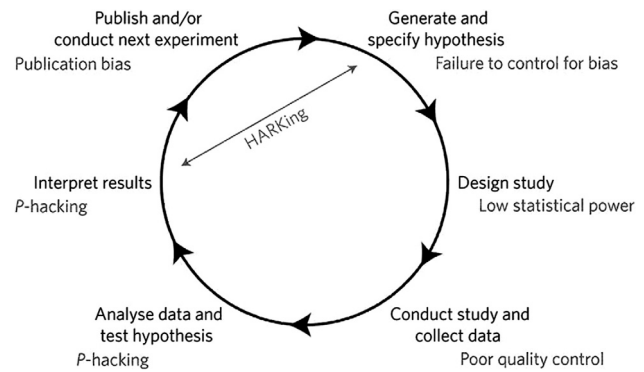 Publish and/or
conduct next experiment
Publication bias
Generate and
specify hypothesis
Failure to control for bias
HARKing
Interpret results
P-hacking
Design study
Low statistical power
Analyse data and
test hypothesis
P-hacking
Conduct study and
collect data
Poor quality control